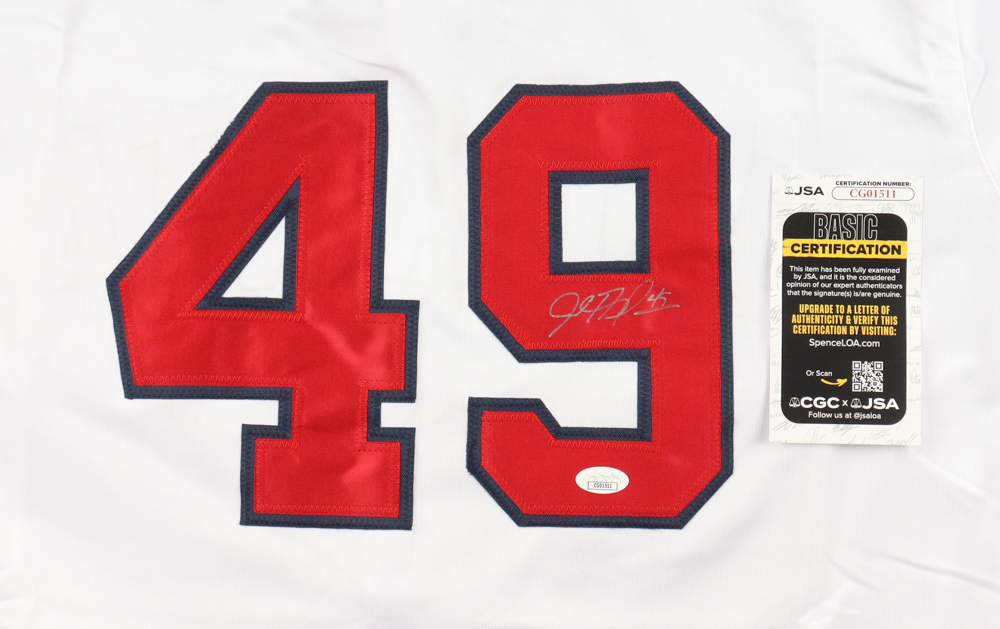 49
JSA
CERTIFICATION NUMBER:
CG01511
BASIC
CERTIFICATION
This item has been fully examined
by JSA, and it is the considered
opinion of our expert authenticators
that the signature(s) is/are genuine.
UPGRADE TO A LETTER OF
AUTHENTICITY & VERIFY THIS
CERTIFICATION BY VISITING:
SpenceLOA.com
Or Scan
CGC x JSA
Follow us at @jsaloa
CG01511